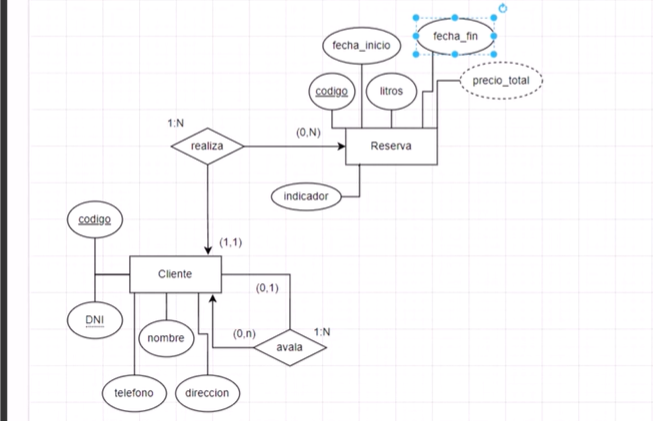 fecha_fin
fecha_inicio
precio_total
codigo
litros
1:N
(0,N)
realiza
Reserva
indicador
codigo
(1,1)
Cliente
(0,1)
DNI
nombre
(0,n)
1:N
avala
telefono
direccion